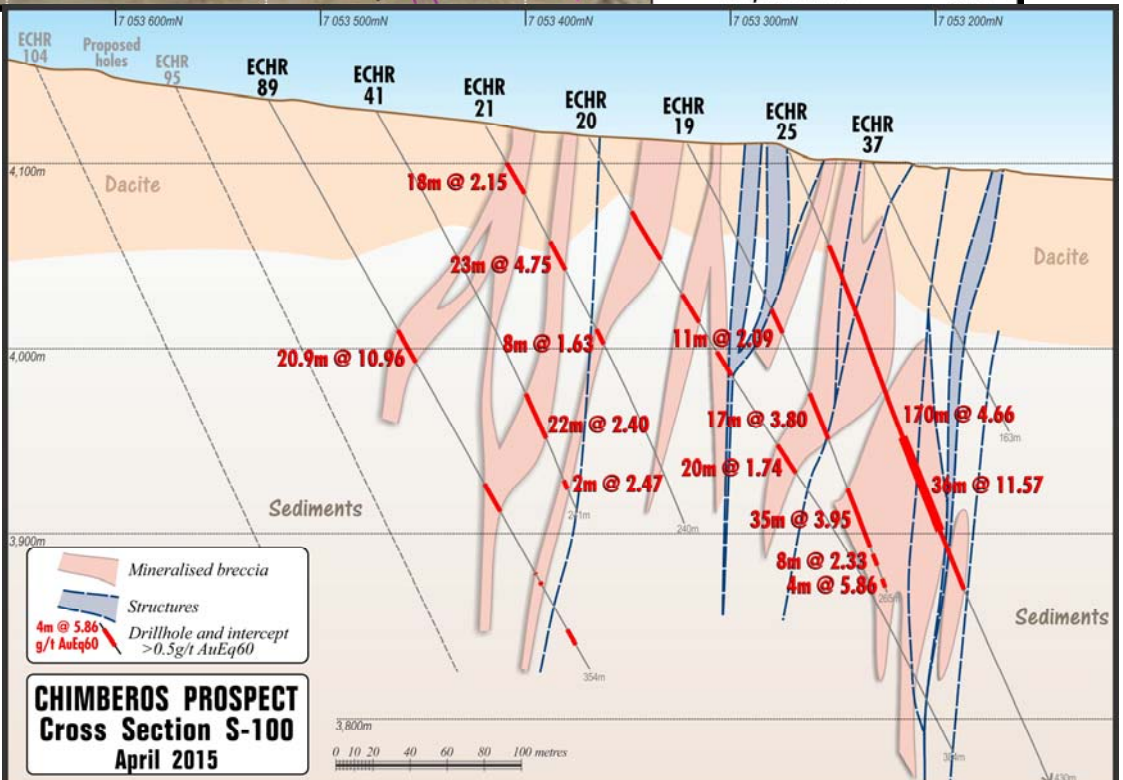 7 053 600mN
7 053 500mN
7 053 400mN
7 053 300mN
7 053 200mN
ECHR
104
Proposed
holes
ECHR
95
ECHR
89
ECHR
41
ECHR
21
ECHR
20
ECHR
19
ECHR
25
ECHR
37
4,100m
Dacite
18m @ 2.15
23m @ 4.75
Dacite
8m @ 1.63
11m @ 2.09
4,000m
20.9m @ 10.96
22m @ 2.40
17m @ 3.80
170m @ 4.66
163m
20m @ 1.74
2m @ 2.47
36m @ 11.57
Sediments
241m
240m
35m @ 3.95
3,900m
8m @ 2.33
4m @ 5.86
265m
Sediments
Mineralised breccia
Structures
4m @ 5.86
g/t AuEq60
Drillhole and intercept
>0.5g/t AuEq60
354m
CHIMBEROS PROSPECT
Cross Section S-100
April 2015
3,800m
0 10 20 40 60 80 100 metres
430m